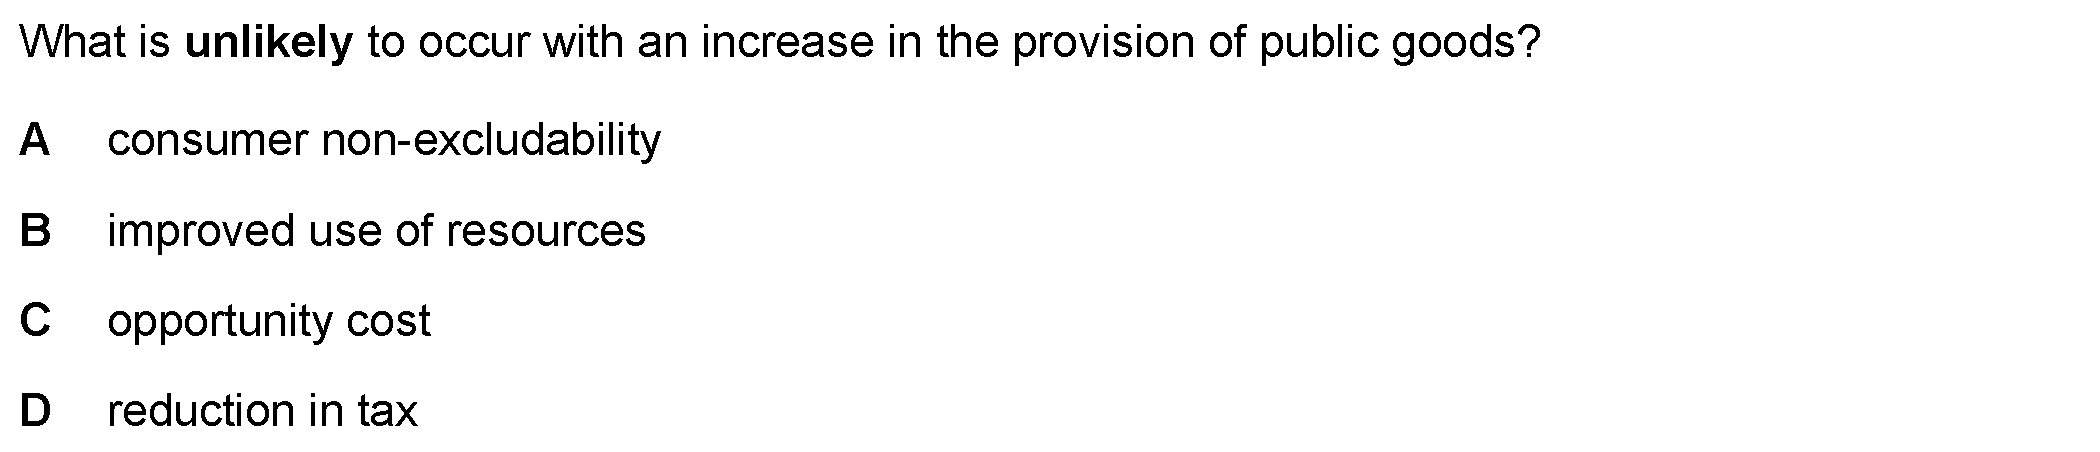 What is unlikely to occur with an increase in the provision of public goods?
A consumer non-excludability
B improved use of resources
C opportunity cost
D reduction in tax